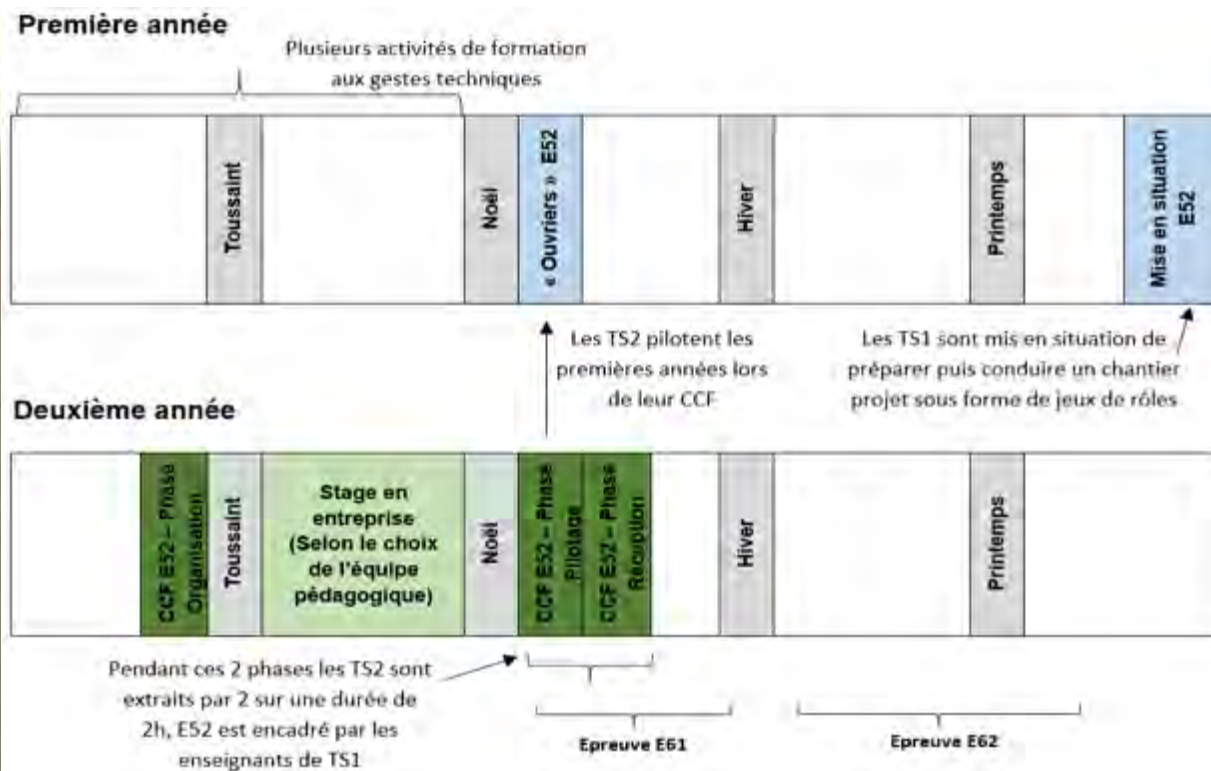 Première année
Plusieurs activités de formation
aux gestes techniques
Toussaint
Noël
« Ouvriers » E52
Hiver
Printemps
Mise en situation
E52
Les TS2 pilotent les
premières années lors
de leur CCF
Les TS1 sont mis en situation de
préparer puis conduire un chantier
projet sous forme de jeux de rôles
Deuxième année
CCF E52 – Phase
Organisation
Toussaint
Stage en
entreprise
(Selon le choix
de l'équipe
pédagogique)
Noël
CCF E52 – Phase
Pilotage
CCF E52 – Phase
Réception
Hiver
Printemps
Pendant ces 2 phases les TS2 sont
extraits par 2 sur une durée de
2h, E52 est encadré par les
enseignants de TS1
Epreuve E61
Epreuve E62